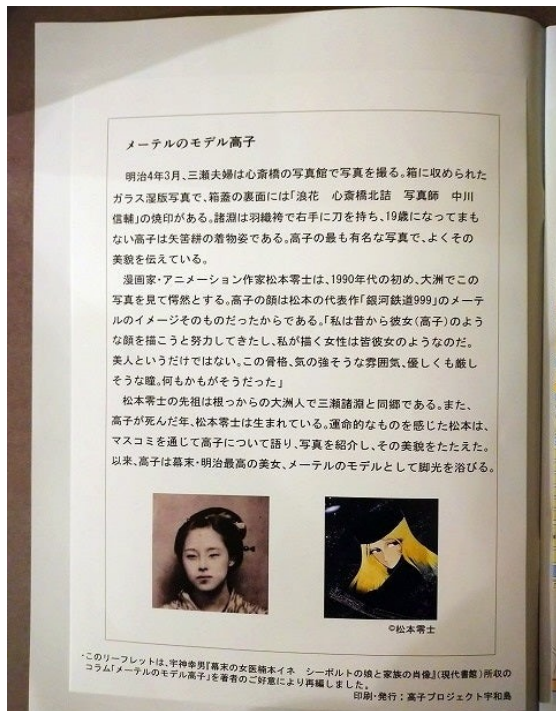 メーテルのモデル高子
明治4年3月、三瀬夫婦は心斎橋の写真館で写真を撮る。箱に収められた
ガラス湿版写真で、箱蓋の裏面には「浪花　心斎橋北詰　写真師　中川
信輔」の焼印がある。諸淵は羽織袴で右手に刀を持ち、19歳になってまも
ない高子は矢筈絣の着物姿である。高子の最も有名な写真で、よくその
美貌を伝えている。
漫画家・アニメーション作家松本零士は、1990年代の初め、大洲でこの
写真を見て愕然とする。高子の顔は松本の代表作「銀河鉄道999」のメーテ
ルのイメージそのものだったからである。「私は昔から彼女(高子)のよう
な顔を描こうと努力してきたし、私が描く女性は皆彼女のようなのだ。
美人というだけではない。この骨格、気の強そうな雰囲気、優しくも厳し
そうな瞳。何もかもがそうだった」
松本零士の先祖は根っからの大洲人で三瀬諸淵と同郷である。また、
高子が死んだ年、松本零士は生まれている。運命的なものを感じた松本は、
マスコミを通じて高子について語り、写真を紹介し、その美貌をたたえた。
以来、高子は幕末・明治最高の美女、メーテルのモデルとして脚光を浴びる。
©松本零士
・このリーフレットは、宇神幸男『幕末の女医楠本イネ　シーボルトの娘と家族の肖像』(現代書館)所収の
コラム「メーテルのモデル高子」を著者のご好意により再編しました。
印刷・発行：高子プロジェクト宇和島